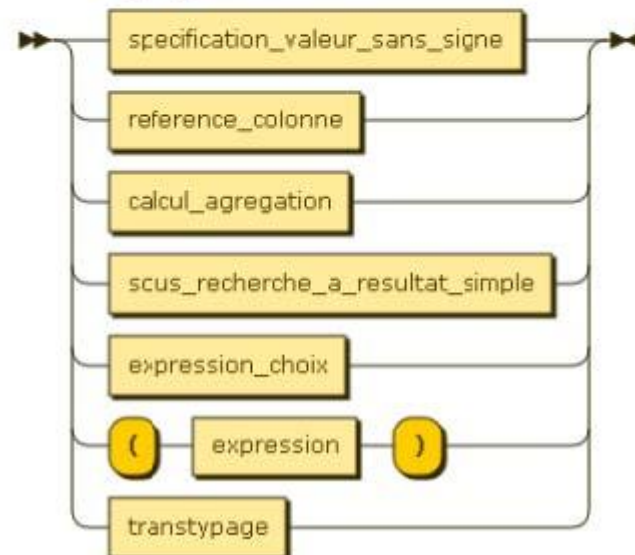 specification_valeur_sans_signe
reference_colonne
calcul_agregation
scus_recherche_a_resultat_simple
expression_choix
( expression )
transtypage